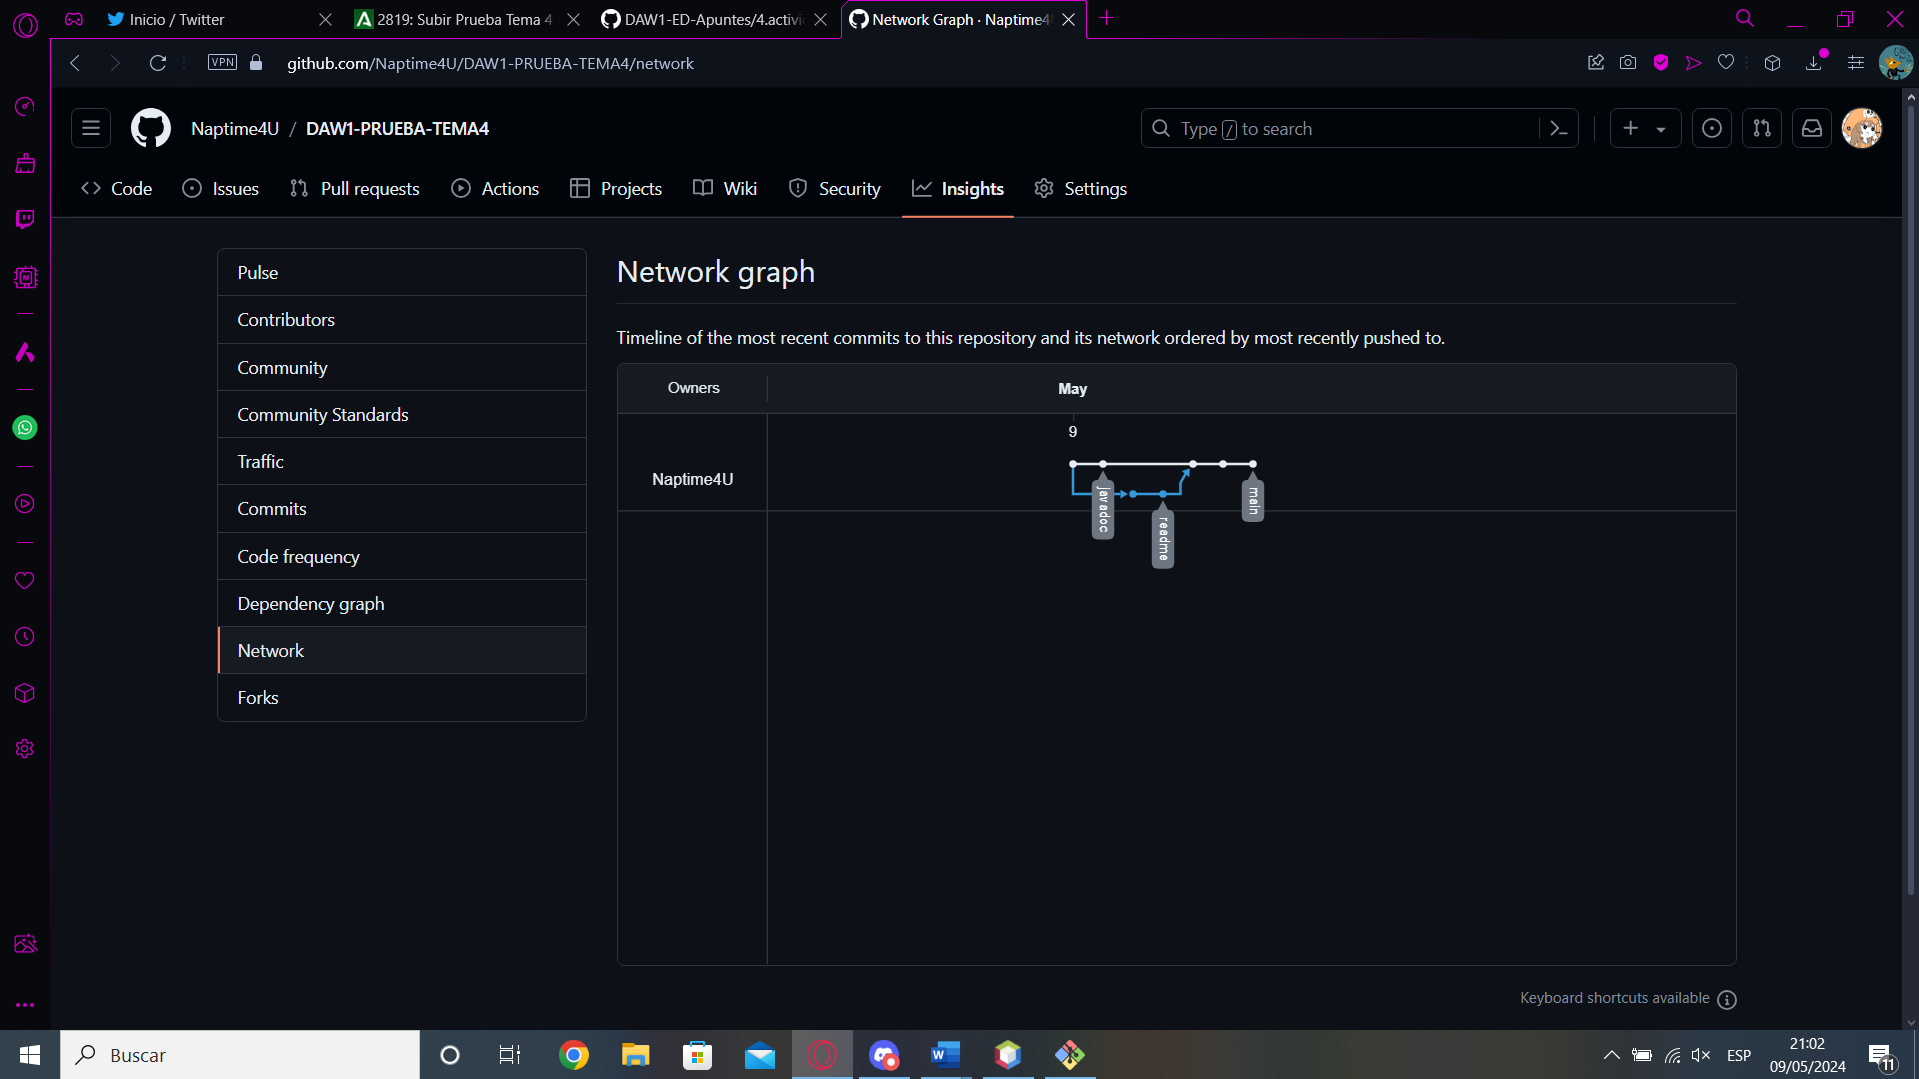 Inicio / Twitter
2819: Subir Prueba Tema 4
DAW1-ED-Apuntes/4.activi
Network Graph · Naptime4
VPN
github.com/Naptime4U/DAW1-PRUEBA-TEMA4/network
Naptime4U / DAW1-PRUEBA-TEMA4
Type / to search
Code
Issues
Pull requests
Actions
Projects
Wiki
Security
Insights
Settings
Pulse
Contributors
Community
Community Standards
Traffic
Commits
Code frequency
Dependency graph
Network
Forks
Network graph
Timeline of the most recent commits to this repository and its network ordered by most recently pushed to.
Owners
May
9
Naptime4U
javadoc
readme
main
Keyboard shortcuts available
Buscar
ESP
21:02
09/05/2024
11